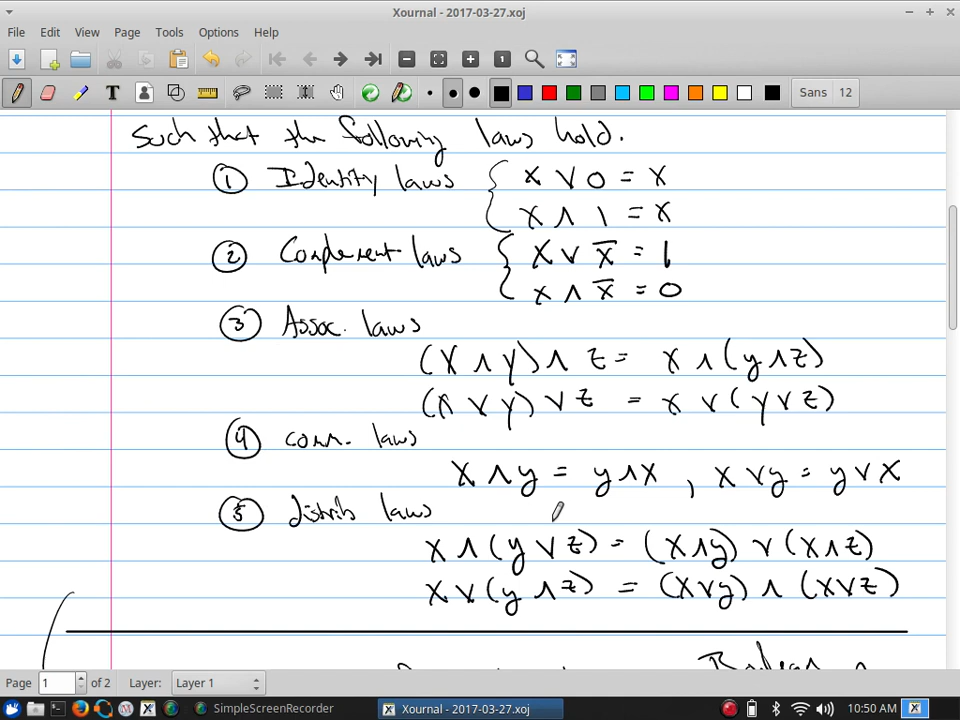 Xournal - 2017-03-27.xoj
File Edit View Page Tools Options Help
Sans 12
Such that the following laws hold.
① Identity laws { x ∨ 0 = x
x ∧ 1 = x
② Complement laws { x ∨ x̅ = 1
x ∧ x̅ = 0
③ Assoc. laws
(x ∧ y) ∧ z = x ∧ (y ∧ z)
(x ∨ y) ∨ z = x ∨ (y ∨ z)
④ comm. laws
x ∧ y = y ∧ x , x ∨ y = y ∨ x
⑤ distrib laws
x ∧ (y ∨ z) = (x ∧ y) ∨ (x ∧ z)
x ∨ (y ∧ z) = (x ∨ y) ∧ (x ∨ z)
Boolean
Page 1 of 2 Layer: Layer 1
SimpleScreenRecorder Xournal - 2017-03-27.xoj 10:50 AM